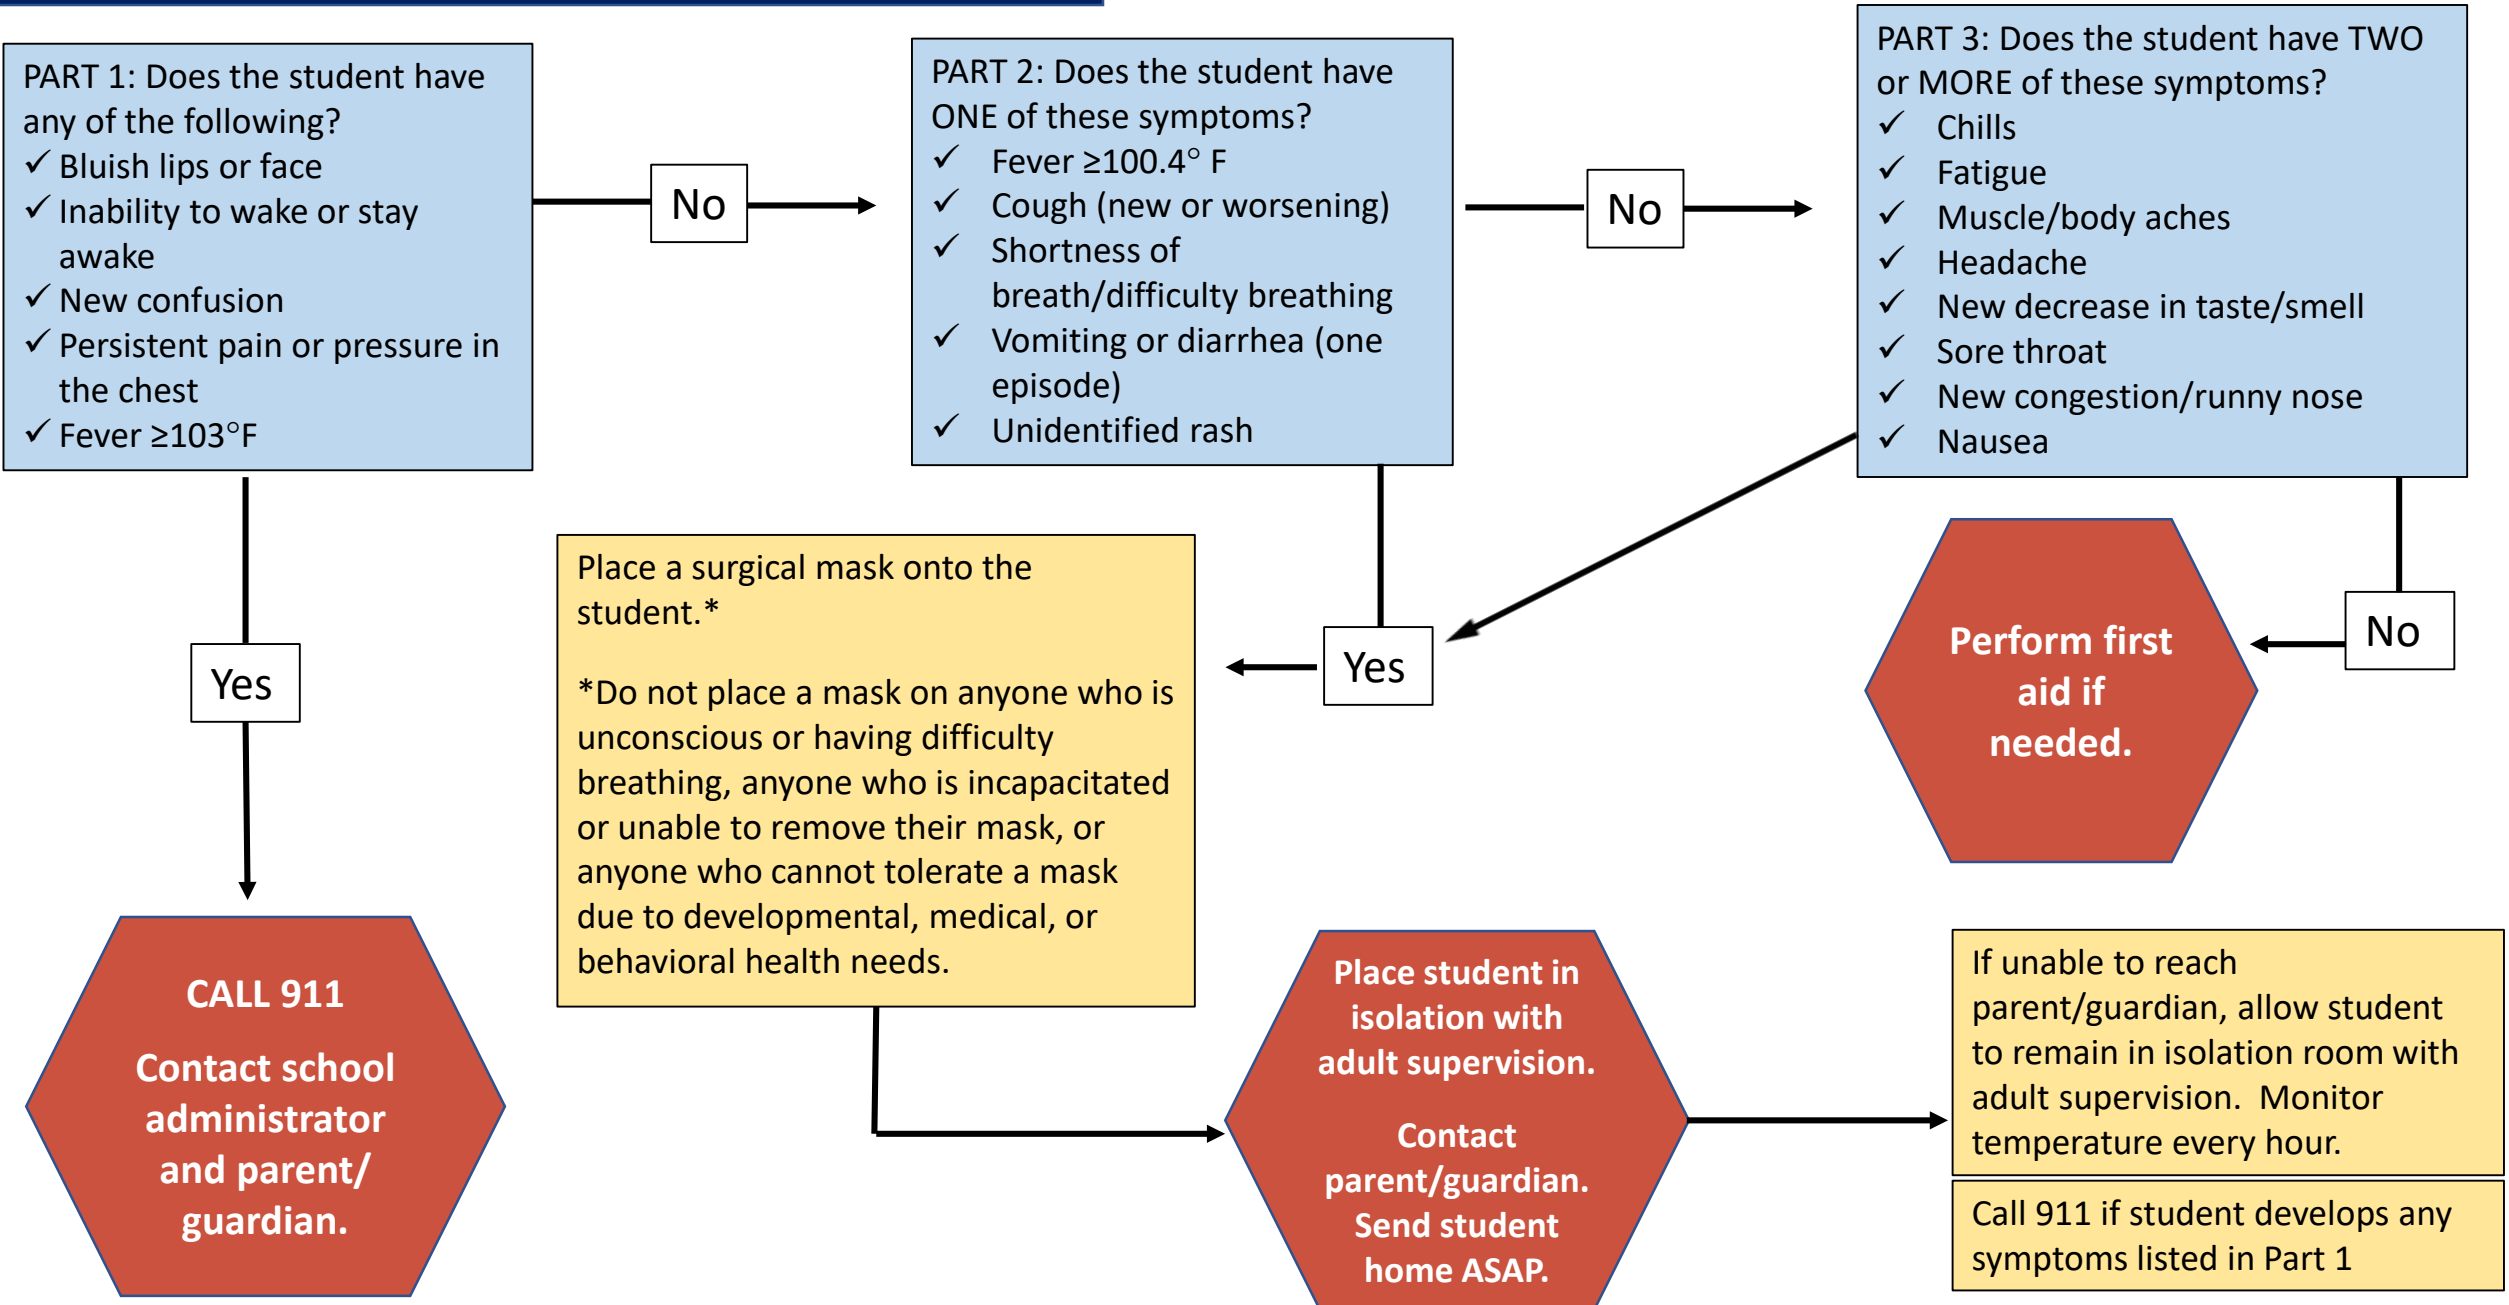 PART 1: Does the student have
any of the following?
✓ Bluish lips or face
✓ Inability to wake or stay
awake
✓ New confusion
✓ Persistent pain or pressure in
the chest
✓ Fever ≥103°F
No
PART 2: Does the student have
ONE of these symptoms?
✓ Fever ≥100.4° F
✓ Cough (new or worsening)
✓ Shortness of
breath/difficulty breathing
✓ Vomiting or diarrhea (one
episode)
✓ Unidentified rash
No
PART 3: Does the student have TWO
or MORE of these symptoms?
✓ Chills
✓ Fatigue
✓ Muscle/body aches
✓ Headache
✓ New decrease in taste/smell
✓ Sore throat
✓ New congestion/runny nose
✓ Nausea
Yes
CALL 911
Contact school
administrator
and parent/
guardian.
Place a surgical mask onto the
student.*
*Do not place a mask on anyone who is
unconscious or having difficulty
breathing, anyone who is incapacitated
or unable to remove their mask, or
anyone who cannot tolerate a mask
due to developmental, medical, or
behavioral health needs.
Yes
No
Perform first
aid if
needed.
Place student in
isolation with
adult supervision.
Contact
parent/guardian.
Send student
home ASAP.
If unable to reach
parent/guardian, allow student
to remain in isolation room with
adult supervision.  Monitor
temperature every hour.
Call 911 if student develops any
symptoms listed in Part 1